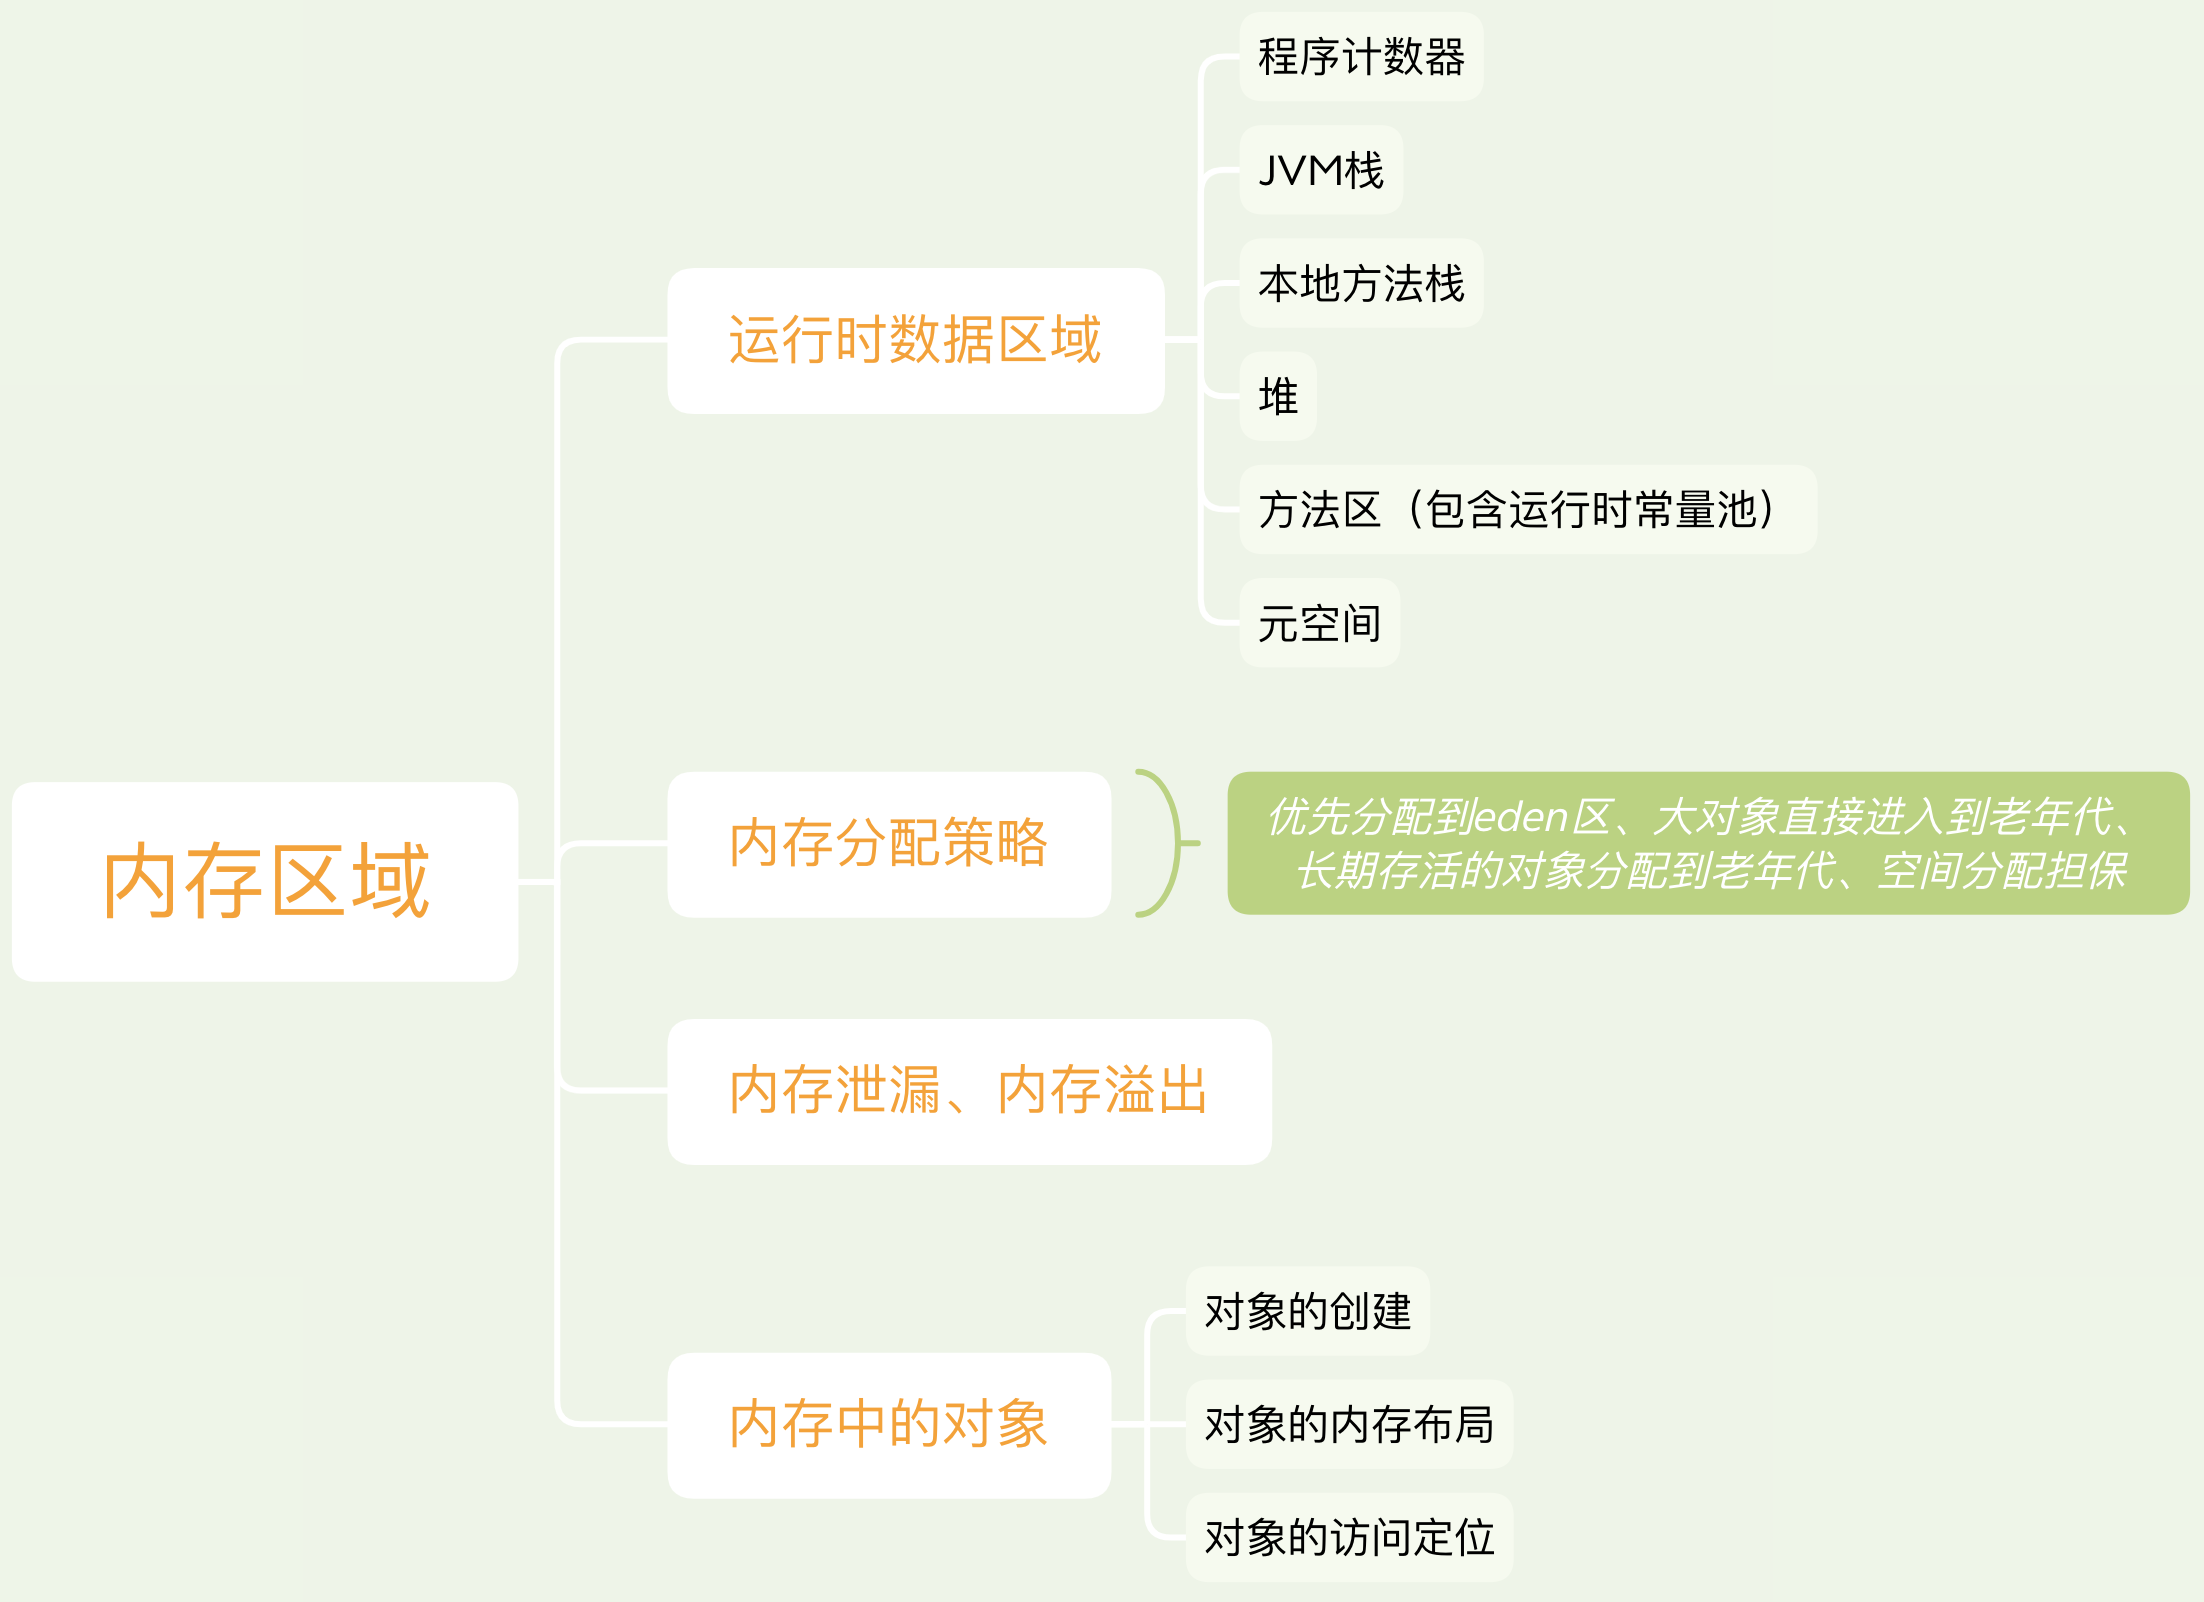 内存区域
运行时数据区域
程序计数器
JVM栈
本地方法栈
堆
方法区（包含运行时常量池）
元空间
内存分配策略
优先分配到eden区、大对象直接进入到老年代、
长期存活的对象分配到老年代、空间分配担保
内存泄漏、内存溢出
内存中的对象
对象的创建
对象的内存布局
对象的访问定位